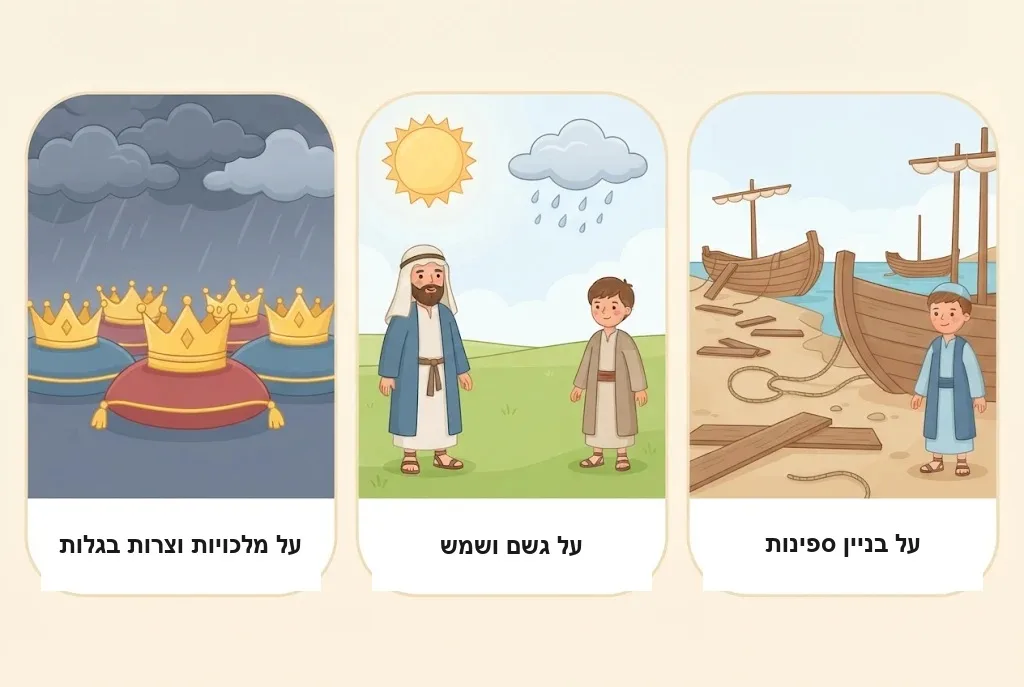 על בניין ספינות
על גשם ושמש
על מלכויות וצרות בגלות